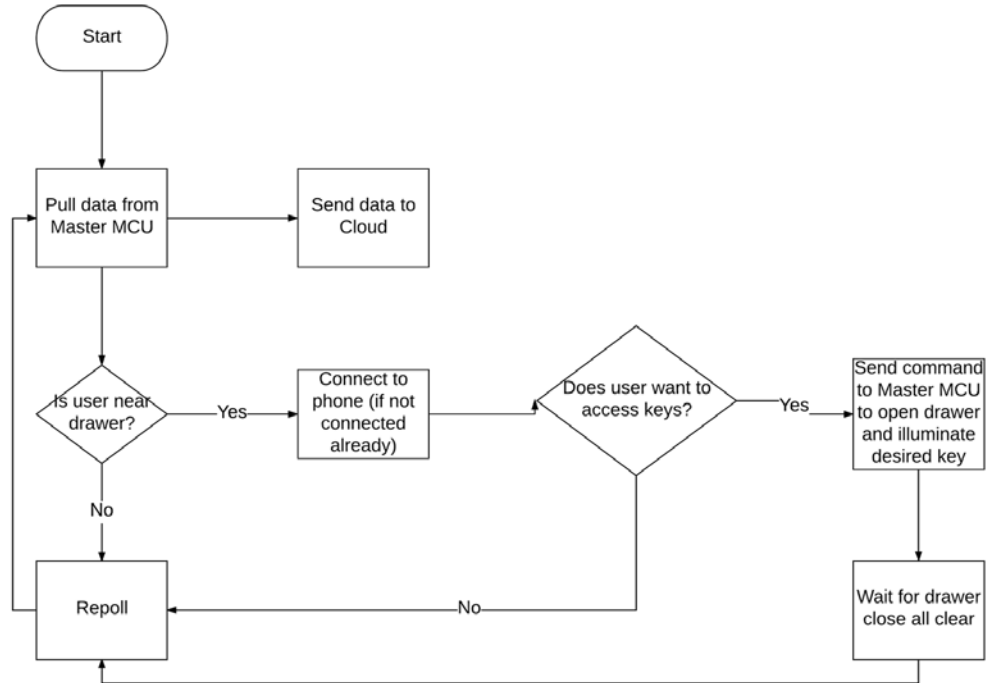 Start
Pull data from
Master MCU
Send data to
Cloud
Is user near
drawer?
Yes
Connect to
phone (if not
connected
already)
Does user want to
access keys?
Yes
Send command
to Master MCU
to open drawer
and illuminate
desired key
No
Repoll
No
Wait for drawer
close all clear